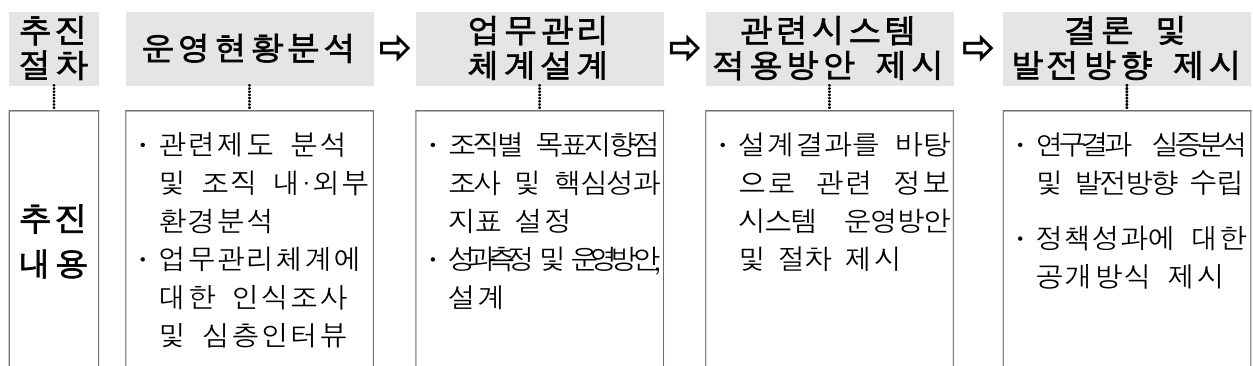 추진
절차
운영현황분석 ⇨ 업무관리
체계설계 ⇨ 관련시스템
적용방안 제시 ⇨ 결론 및
발전방향 제시
추진
내용
· 관련제도 분석
및 조직 내·외부
환경분석
· 업무관리체계에
대한 인식조사
및 심층인터뷰
· 조직별 목표지향점
조사 및 핵심성과
지표 설정
· 성과측정 및 운영방안,
설계
· 설계결과를 바탕
으로 관련 정보
시스템 운영방안
및 절차 제시
· 연구결과 실증분석
및 발전방향 수립
· 정책성과에 대한
공개방식 제시